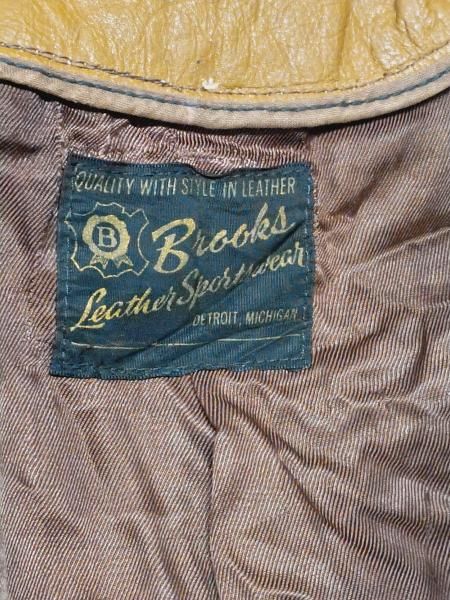 QUALITY WITH STYLE IN LEATHER
B
Brooks
Leather Sportswear
DETROIT, MICHIGAN